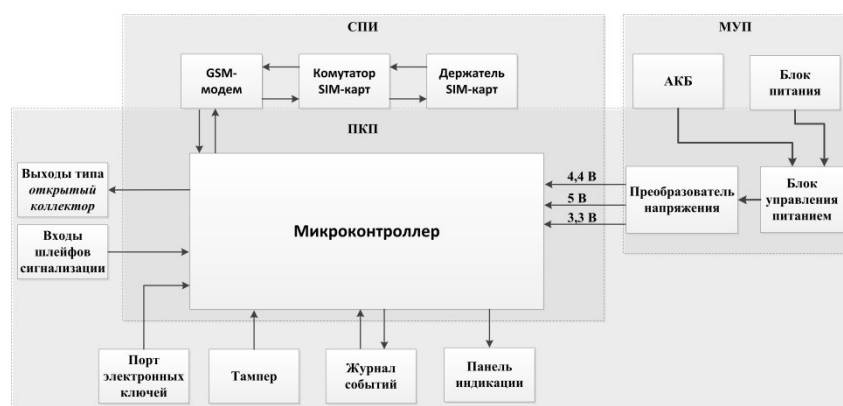 СПИ
МУП
GSM-
модем
Комутатор
SIM-карт
Держатель
SIM-карт
АКБ
Блок
питания
ПКП
Выходы типа
открытый
коллектор
Входы
шлейфов
сигнализации
Микроконтроллер
4,4 В
5 В
3,3 В
Преобразователь
напряжения
Блок
управления
питанием
Порт
электронных
ключей
Тампер
Журнал
событий
Панель
индикации